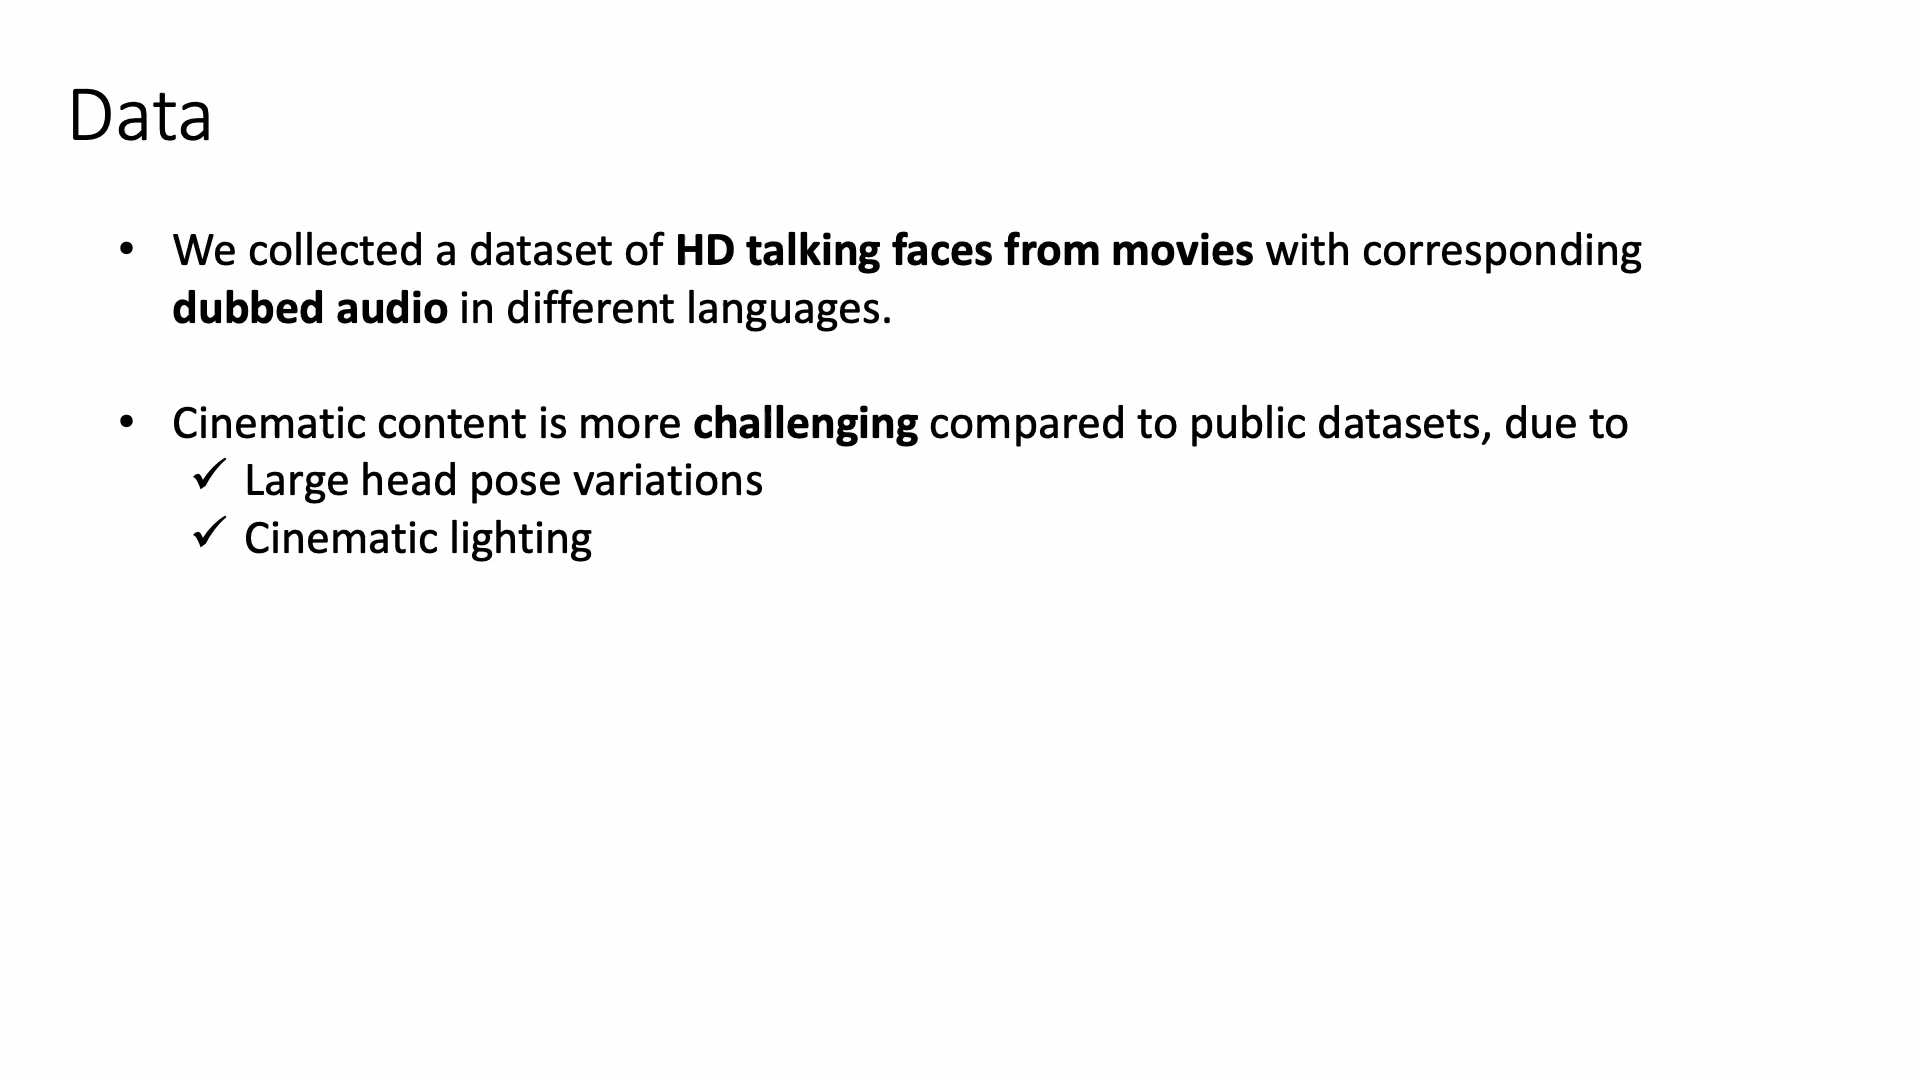 Data
• We collected a dataset of HD talking faces from movies with corresponding
dubbed audio in different languages.
• Cinematic content is more challenging compared to public datasets, due to
✓ Large head pose variations
✓ Cinematic lighting